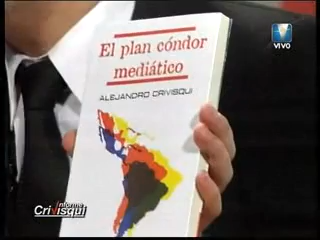 VIVO
El plan cóndor
mediático
ALEJANDRO CRIVISQUI
Informe
Crivisqui